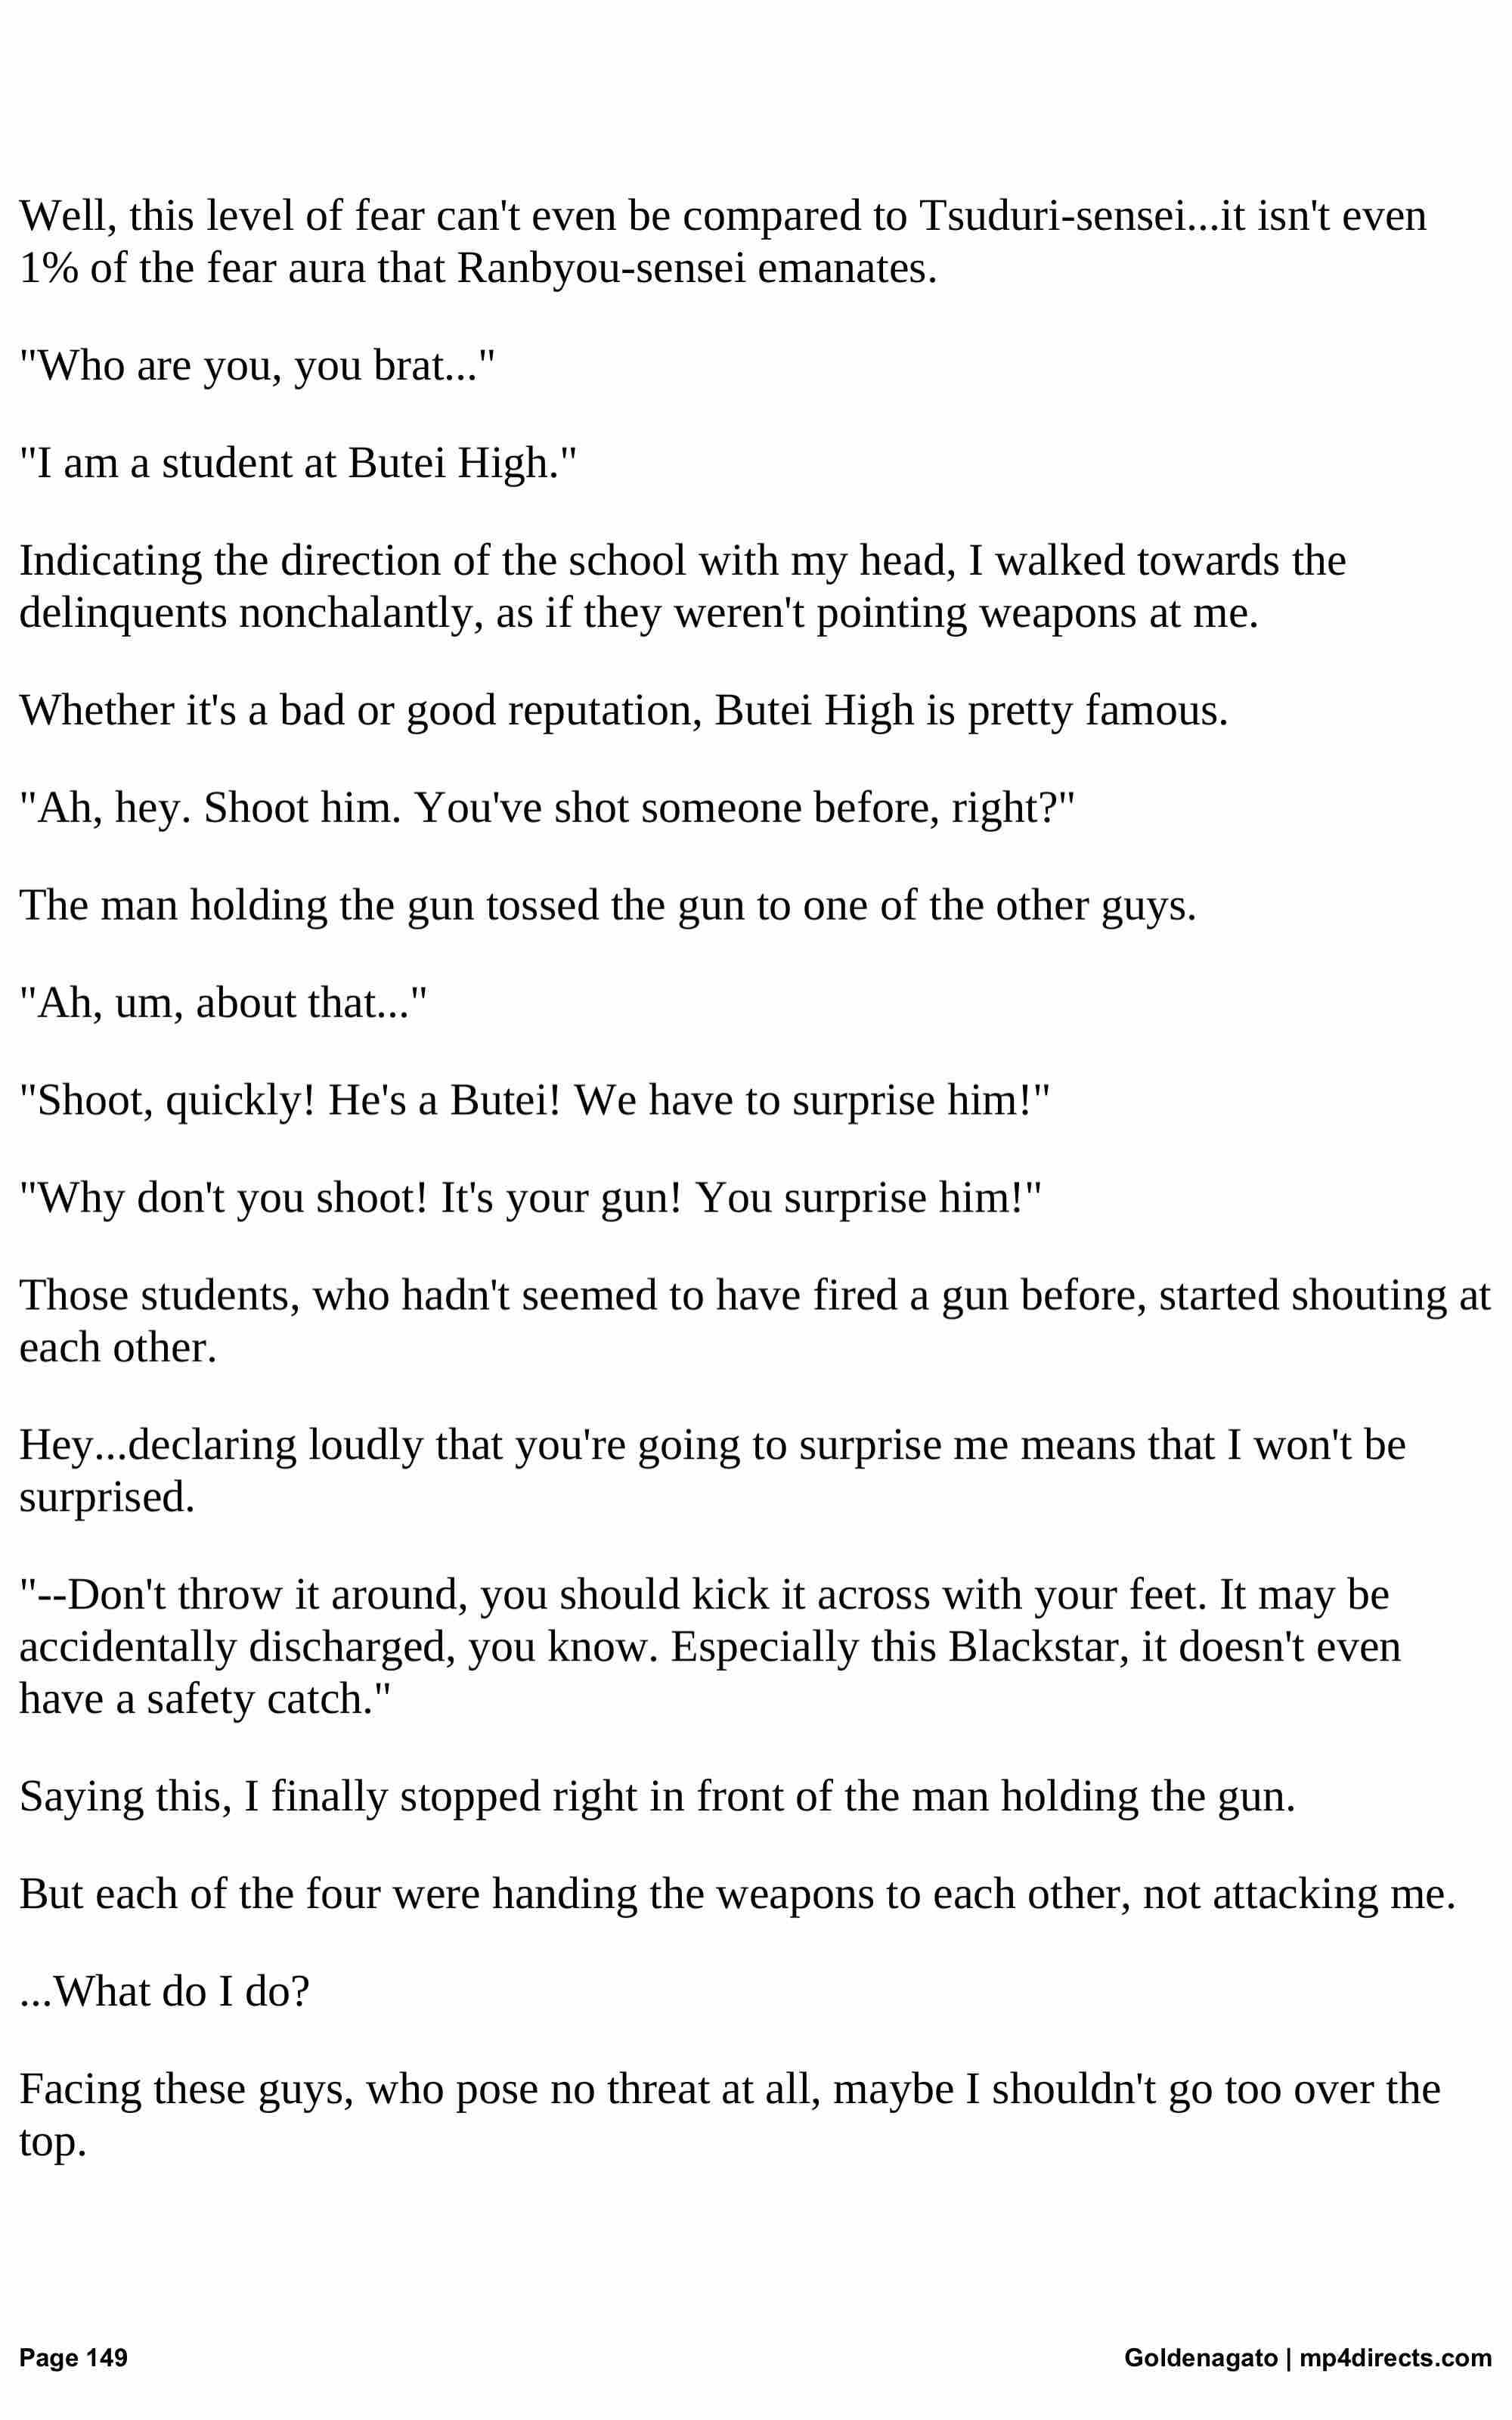 Well, this level of fear can't even be compared to Tsuduri-sensei...it isn't even
1% of the fear aura that Ranbyou-sensei emanates.
"Who are you, you brat..."
"I am a student at Butei High."
Indicating the direction of the school with my head, I walked towards the
delinquents nonchalantly, as if they weren't pointing weapons at me.
Whether it's a bad or good reputation, Butei High is pretty famous.
"Ah, hey. Shoot him. You've shot someone before, right?"
The man holding the gun tossed the gun to one of the other guys.
"Ah, um, about that..."
"Shoot, quickly! He's a Butei! We have to surprise him!"
"Why don't you shoot! It's your gun! You surprise him!"
Those students, who hadn't seemed to have fired a gun before, started shouting at
each other.
Hey...declaring loudly that you're going to surprise me means that I won't be
surprised.
"--Don't throw it around, you should kick it across with your feet. It may be
accidentally discharged, you know. Especially this Blackstar, it doesn't even
have a safety catch."
Saying this, I finally stopped right in front of the man holding the gun.
But each of the four were handing the weapons to each other, not attacking me.
...What do I do?
Facing these guys, who pose no threat at all, maybe I shouldn't go too over the
top.
Page 149
Goldenagato | mp4directs.com